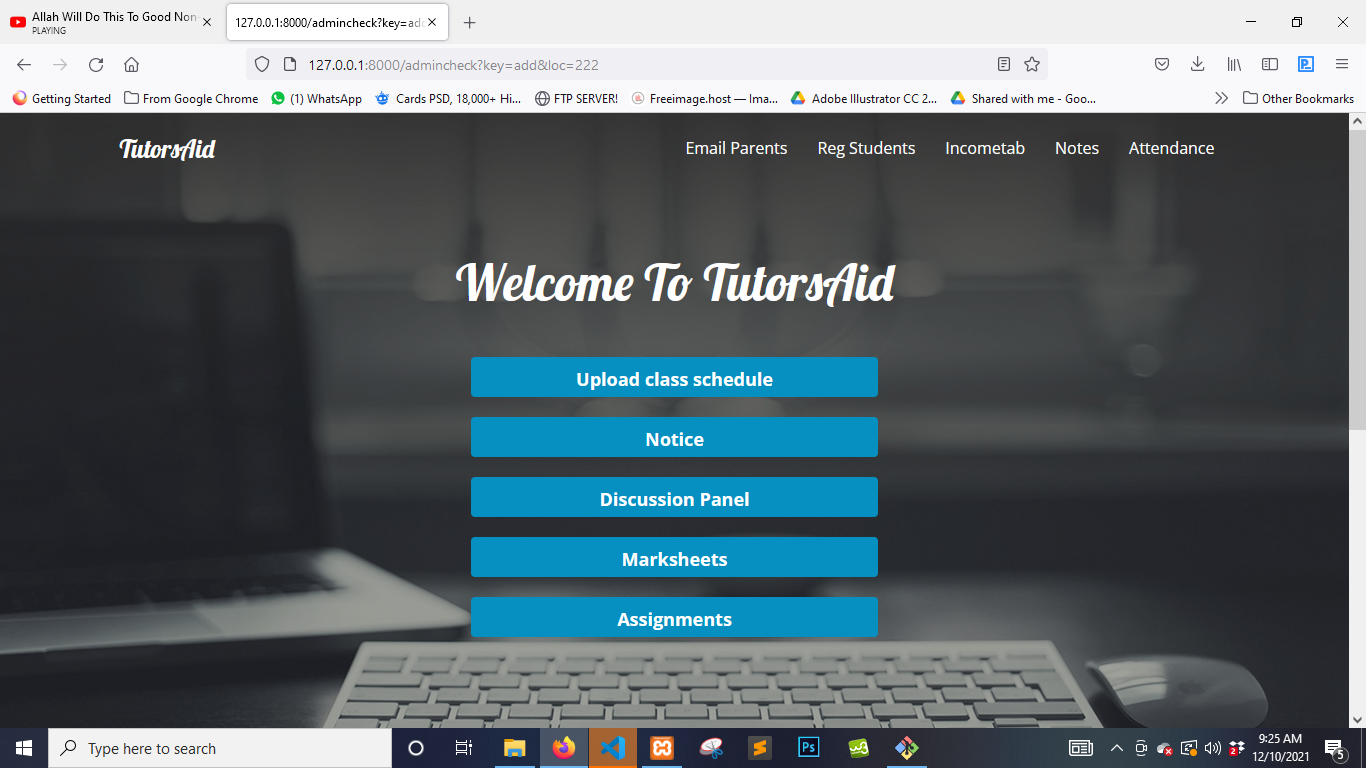 Allah Will Do This To Good Non
PLAYING
127.0.0.1:8000/admincheck?key=add
127.0.0.1:8000/admincheck?key=add&loc=222
Getting Started
From Google Chrome
(1) WhatsApp
Cards PSD, 18,000+ Hi...
FTP SERVER!
Freeimage.host — Ima...
Adobe Illustrator CC 2...
Shared with me - Goo...
Other Bookmarks
TutorsAid
Email Parents
Reg Students
Incometab
Notes
Attendance
Welcome To TutorsAid
Upload class schedule
Notice
Discussion Panel
Marksheets
Assignments
Type here to search
Ps
2
9:25 AM
12/10/2021
5